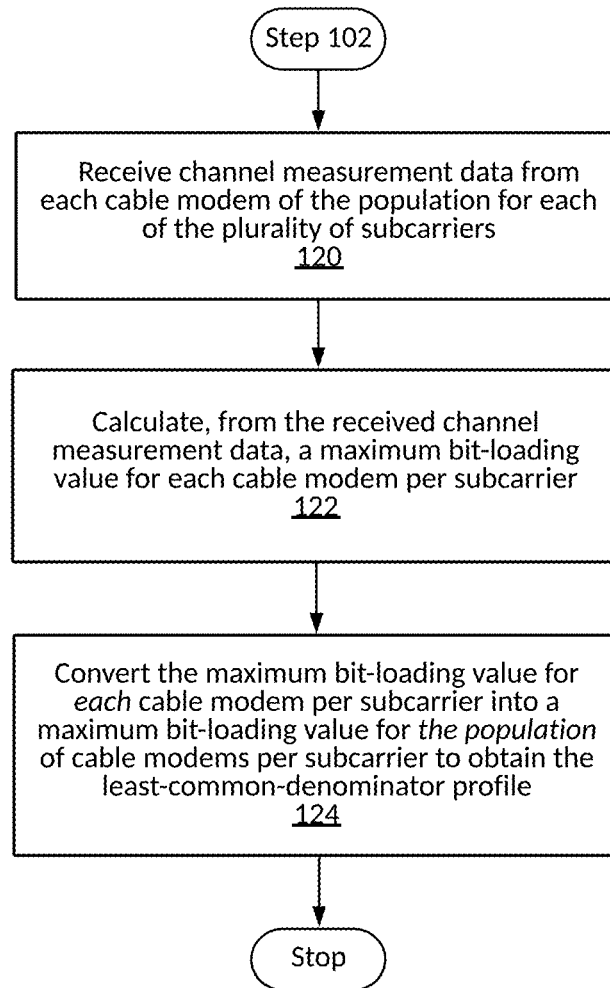 Step 102
Receive channel measurement data from
each cable modem of the population for each
of the plurality of subcarriers
120
Calculate, from the received channel
measurement data, a maximum bit-loading
value for each cable modem per subcarrier
122
Convert the maximum bit-loading value for
each cable modem per subcarrier into a
maximum bit-loading value for the population
of cable modems per subcarrier to obtain the
least-common-denominator profile
124
Stop